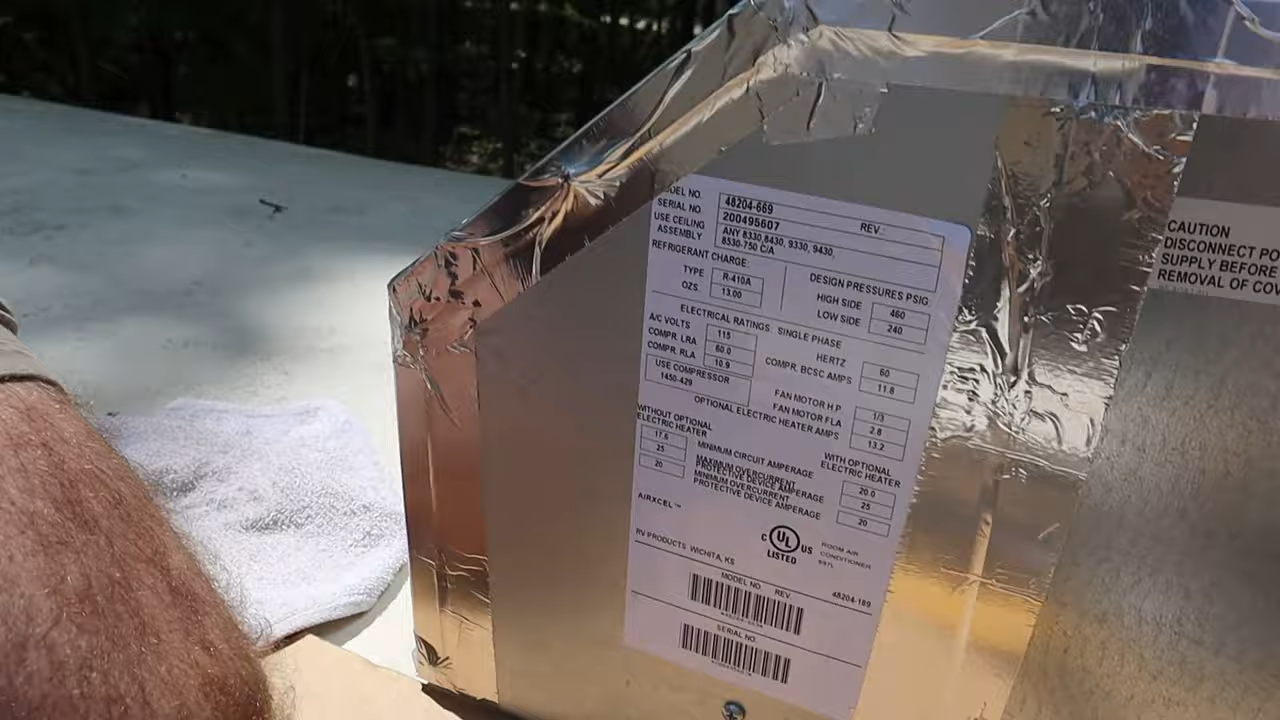 MODEL NO. 48204-669 REV.:
SERIAL NO. 200495607
USE CEILING ASSEMBLY ANY 8330,8430, 9330, 9430,
8530-750 C/A
REFRIGERANT CHARGE:
TYPE R-410A
OZS. 13.00
DESIGN PRESSURES PSIG
HIGH SIDE 460
LOW SIDE 240
ELECTRICAL RATINGS: SINGLE PHASE
A/C VOLTS 115
COMPR. LRA 60.0
COMPR. RLA 10.9
HERTZ 60
COMPR. BCSC AMPS 11.8
USE COMPRESSOR
1450-429
FAN MOTOR H.P. 1/3
FAN MOTOR FLA 2.8
OPTIONAL ELECTRIC HEATER AMPS 13.2
WITHOUT OPTIONAL
ELECTRIC HEATER
WITH OPTIONAL
ELECTRIC HEATER
17.6 MINIMUM CIRCUIT AMPERAGE 20.0
25 MAXIMUM OVERCURRENT
PROTECTIVE DEVICE AMPERAGE 25
20 MINIMUM OVERCURRENT
PROTECTIVE DEVICE AMPERAGE 20
AIRXCEL™
C UL US
LISTED
ROOM AIR
CONDITIONER
RV PRODUCTS WICHITA, KS
MODEL NO. REV. 48204-189
SERIAL NO.
CAUTION
DISCONNECT PO
SUPPLY BEFORE
REMOVAL OF COV